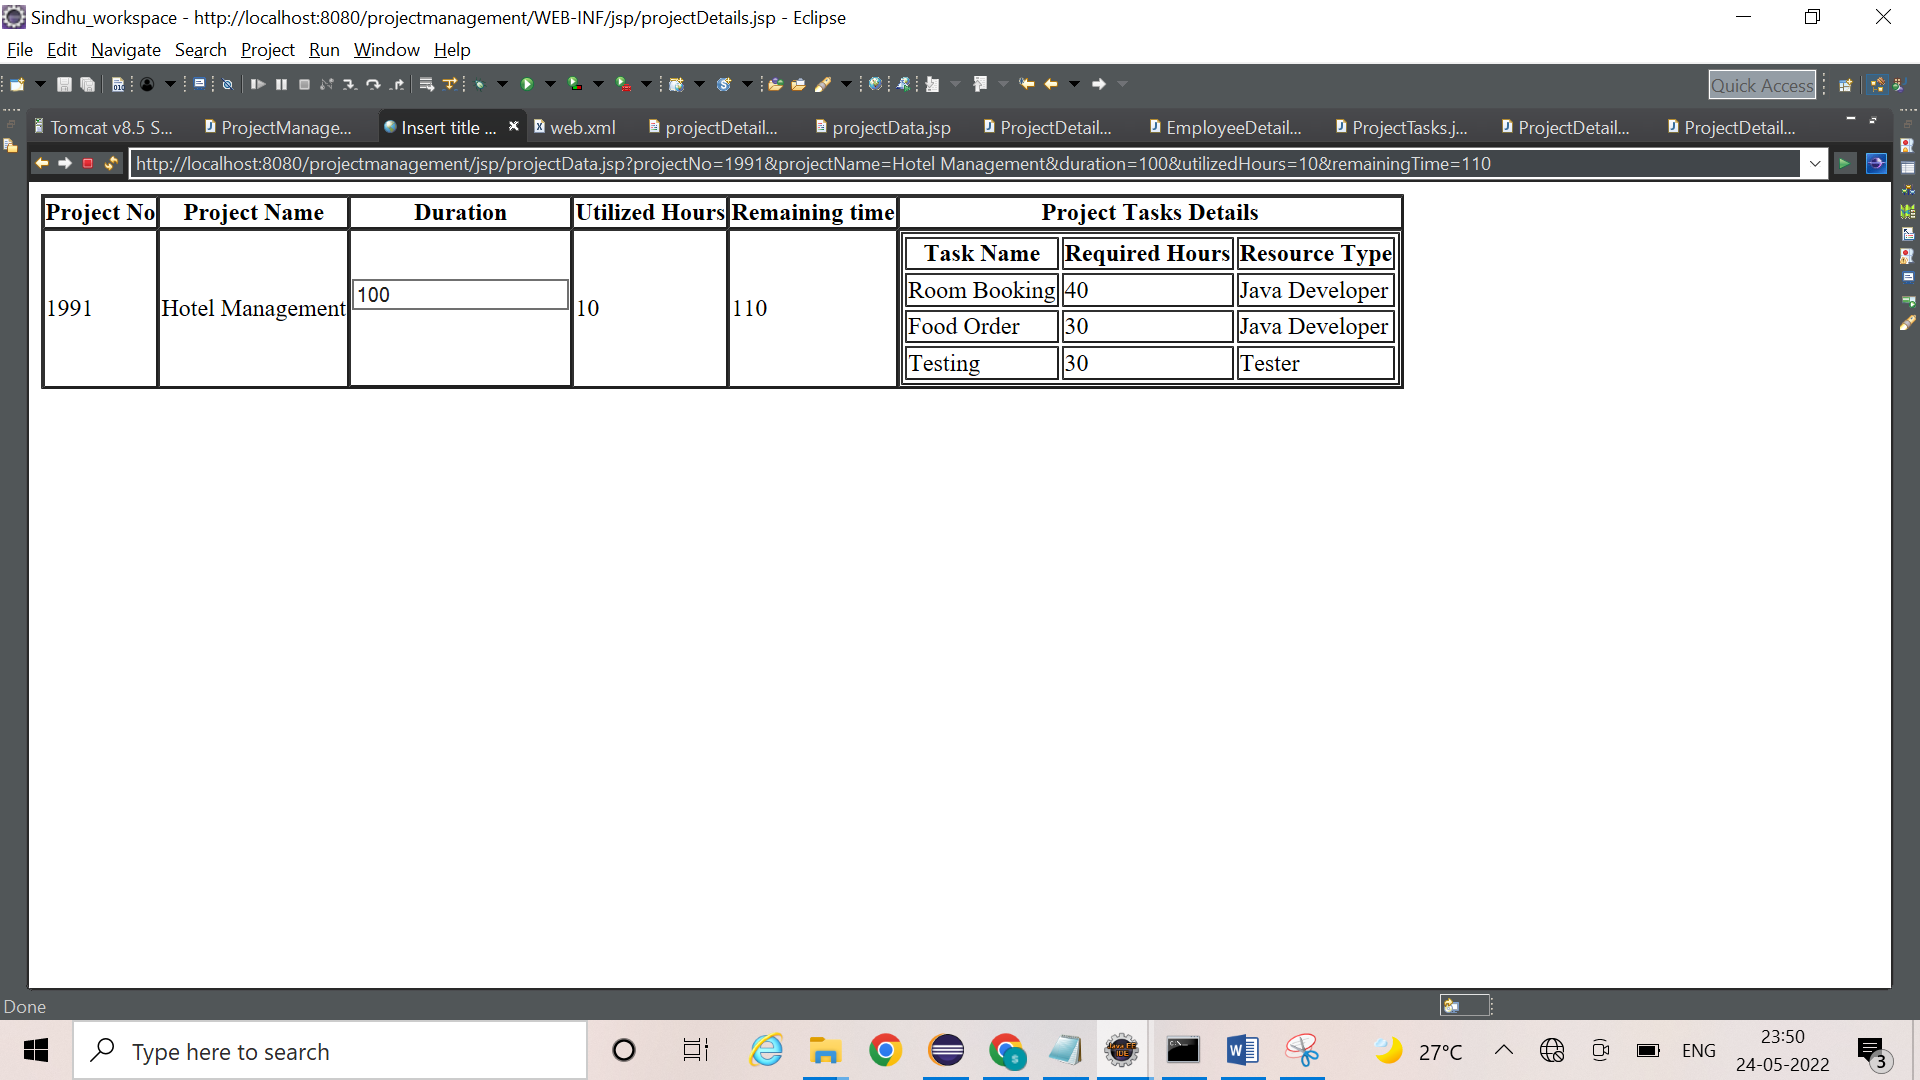 Sindhu_workspace - http://localhost:8080/projectmanagement/WEB-INF/jsp/projectDetails.jsp - Eclipse
File Edit Navigate Search Project Run Window Help
Quick Access
Tomcat v8.5 S... ProjectManage... Insert title ... web.xml projectDetail... projectData.jsp ProjectDetail... EmployeeDetail... ProjectTasks.j... ProjectDetail... ProjectDetail...
http://localhost:8080/projectmanagement/jsp/projectData.jsp?projectNo=1991&projectName=Hotel Management&duration=100&utilizedHours=10&remainingTime=110
Project No Project Name Duration Utilized Hours Remaining time Project Tasks Details
Task Name Required Hours Resource Type
1991 Hotel Management 100 10 110
Room Booking 40 Java Developer
Food Order 30 Java Developer
Testing 30 Tester
Done
Type here to search
27°C
ENG
23:50
24-05-2022
3